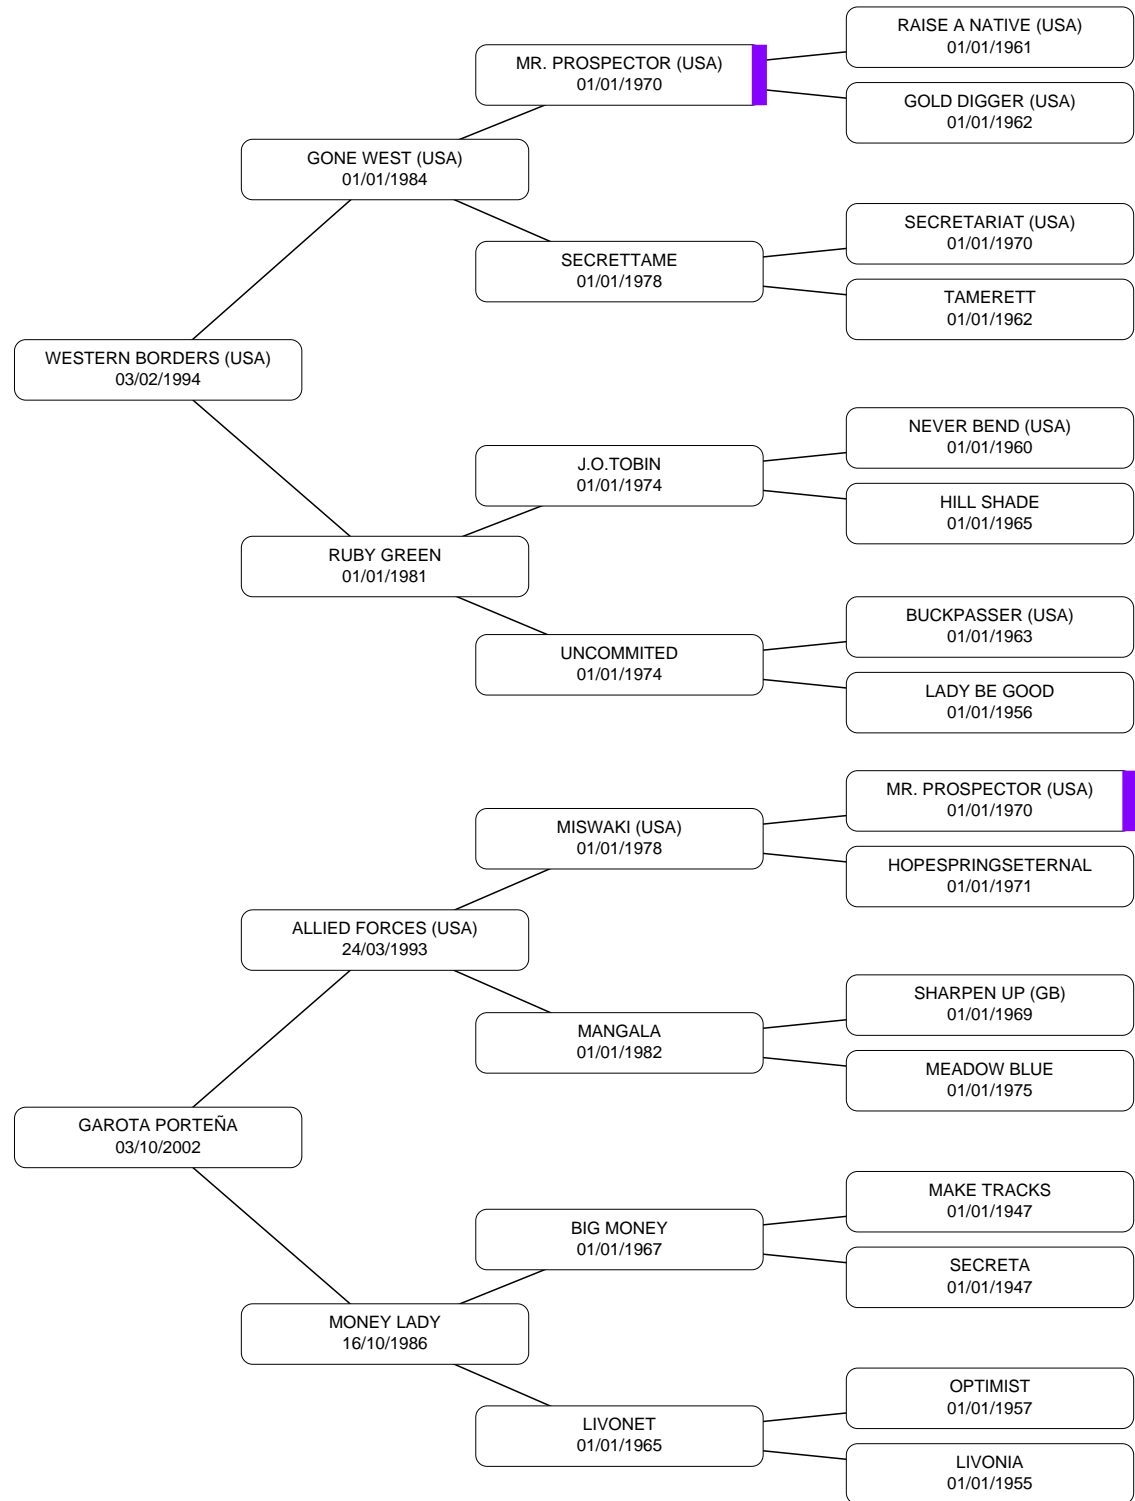 RAISE A NATIVE (USA)
01/01/1961
MR. PROSPECTOR (USA)
01/01/1970
GOLD DIGGER (USA)
01/01/1962
GONE WEST (USA)
01/01/1984
SECRETARIAT (USA)
01/01/1970
SECRETTAME
01/01/1978
TAMERETT
01/01/1962
WESTERN BORDERS (USA)
03/02/1994
NEVER BEND (USA)
01/01/1960
J.O.TOBIN
01/01/1974
HILL SHADE
01/01/1965
RUBY GREEN
01/01/1981
BUCKPASSER (USA)
01/01/1963
UNCOMMITED
01/01/1974
LADY BE GOOD
01/01/1956
MR. PROSPECTOR (USA)
01/01/1970
MISWAKI (USA)
01/01/1978
HOPESPRINGSETERNAL
01/01/1971
ALLIED FORCES (USA)
24/03/1993
SHARPEN UP (GB)
01/01/1969
MANGALA
01/01/1982
MEADOW BLUE
01/01/1975
GAROTA PORTEÑA
03/10/2002
MAKE TRACKS
01/01/1947
BIG MONEY
01/01/1967
SECRETA
01/01/1947
MONEY LADY
16/10/1986
OPTIMIST
01/01/1957
LIVONET
01/01/1965
LIVONIA
01/01/1955